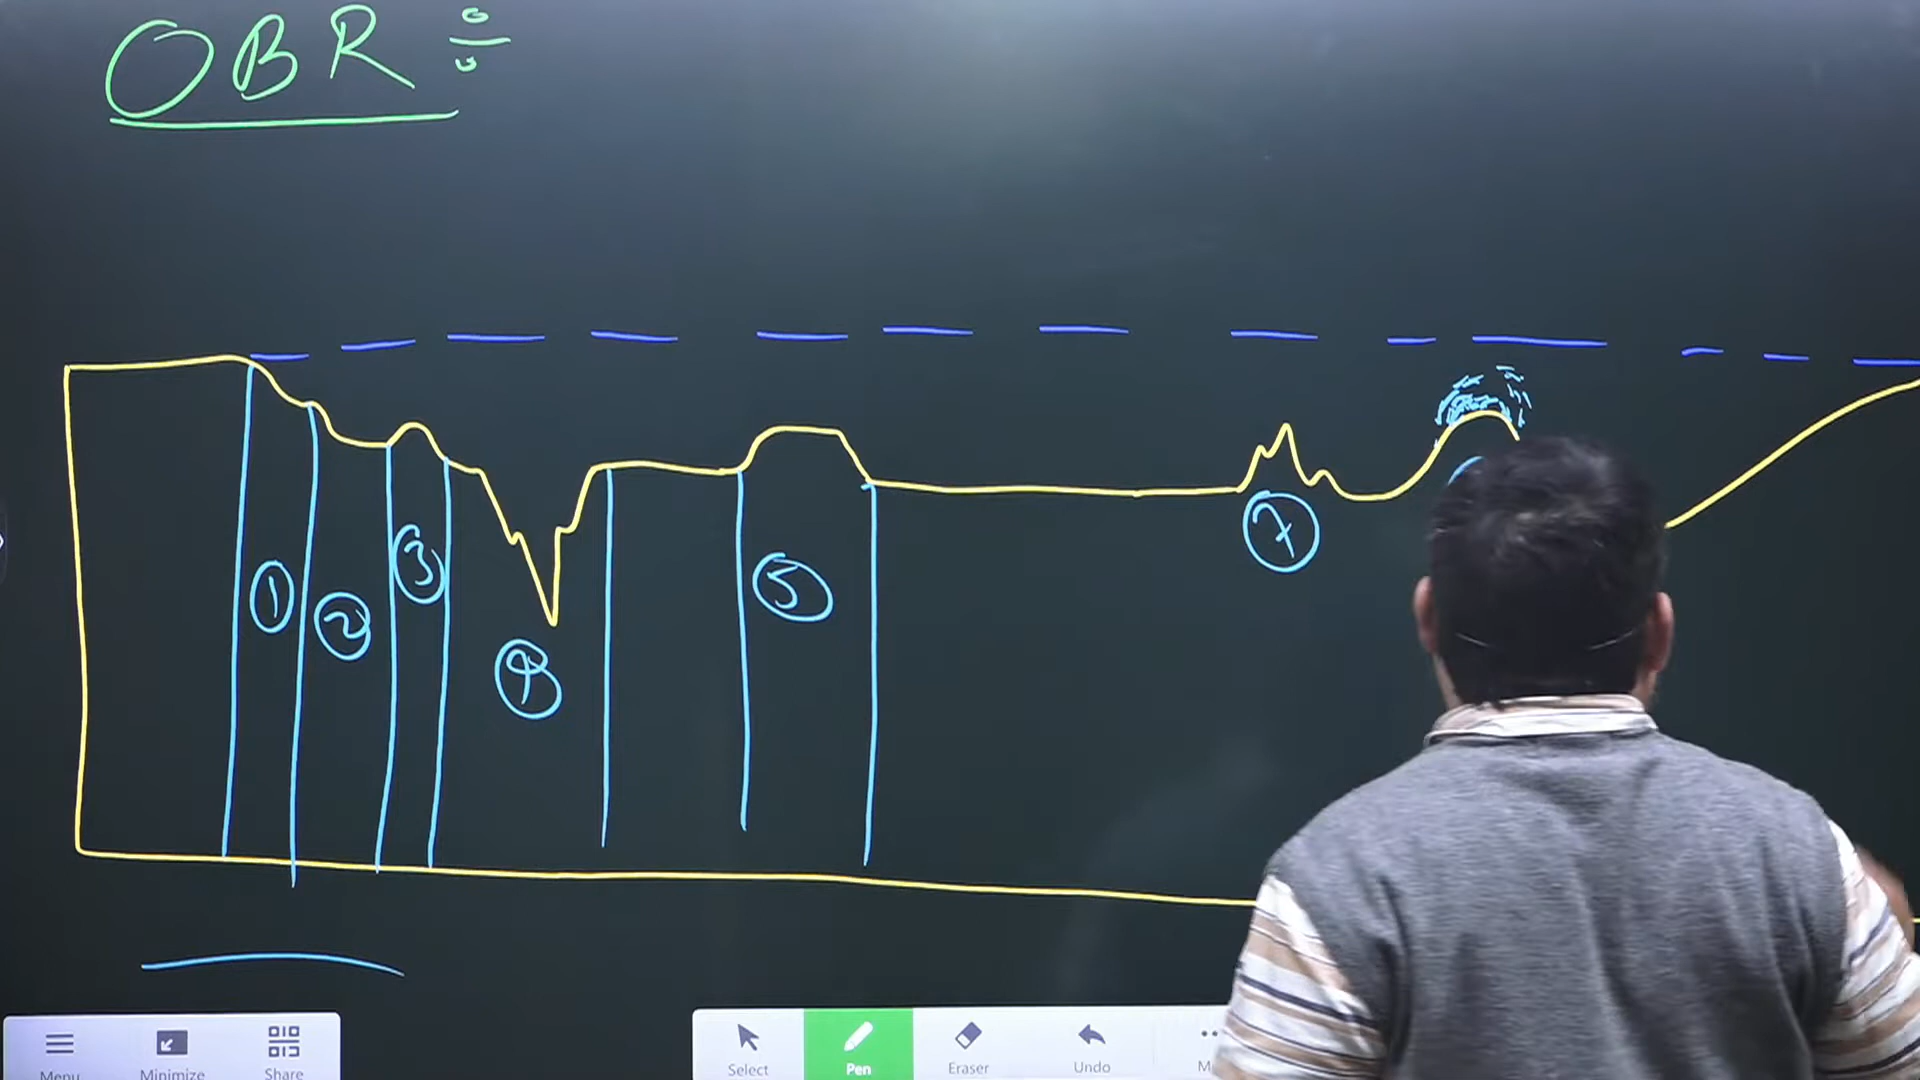 OBR ÷
① ② ③ ④ ⑤ ⑦
Menu Minimize Share Select Pen Eraser Undo